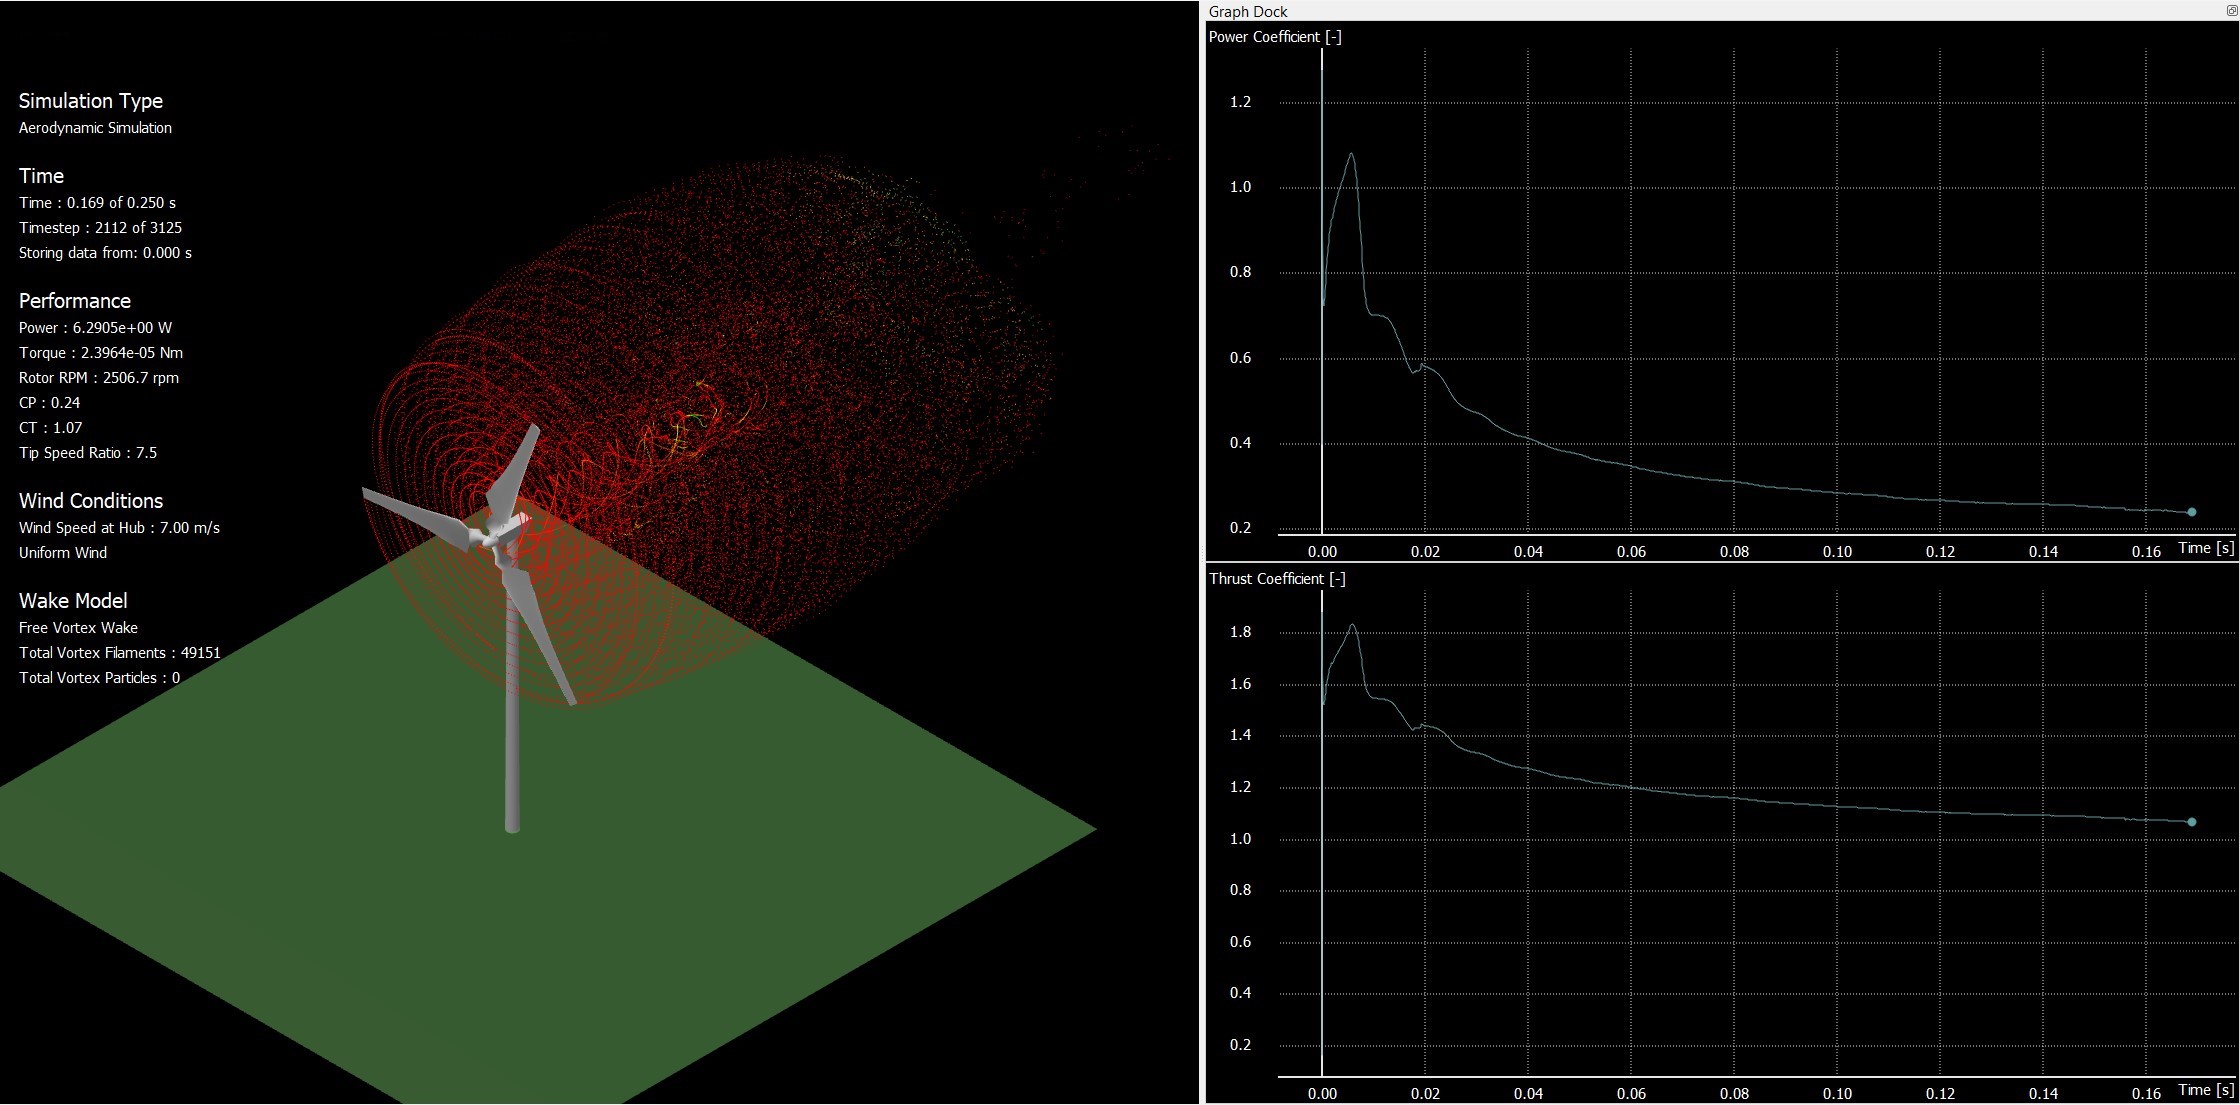 Simulation Type
Aerodynamic Simulation
Time
Time : 0.169 of 0.250 s
Timestep : 2112 of 3125
Storing data from: 0.000 s
Performance
Power : 6.2905e+00 W
Torque : 2.3964e-05 Nm
Rotor RPM : 2506.7 rpm
CP : 0.24
CT : 1.07
Tip Speed Ratio : 7.5
Wind Conditions
Wind Speed at Hub : 7.00 m/s
Uniform Wind
Wake Model
Free Vortex Wake
Total Vortex Filaments : 49151
Total Vortex Particles : 0
Graph Dock
Power Coefficient [-]
1.2
1.0
0.8
0.6
0.4
0.2
0.00 0.02 0.04 0.06 0.08 0.10 0.12 0.14 0.16 Time [s]
Thrust Coefficient [-]
1.8
1.6
1.4
1.2
1.0
0.8
0.6
0.4
0.2
0.00 0.02 0.04 0.06 0.08 0.10 0.12 0.14 0.16 Time [s]